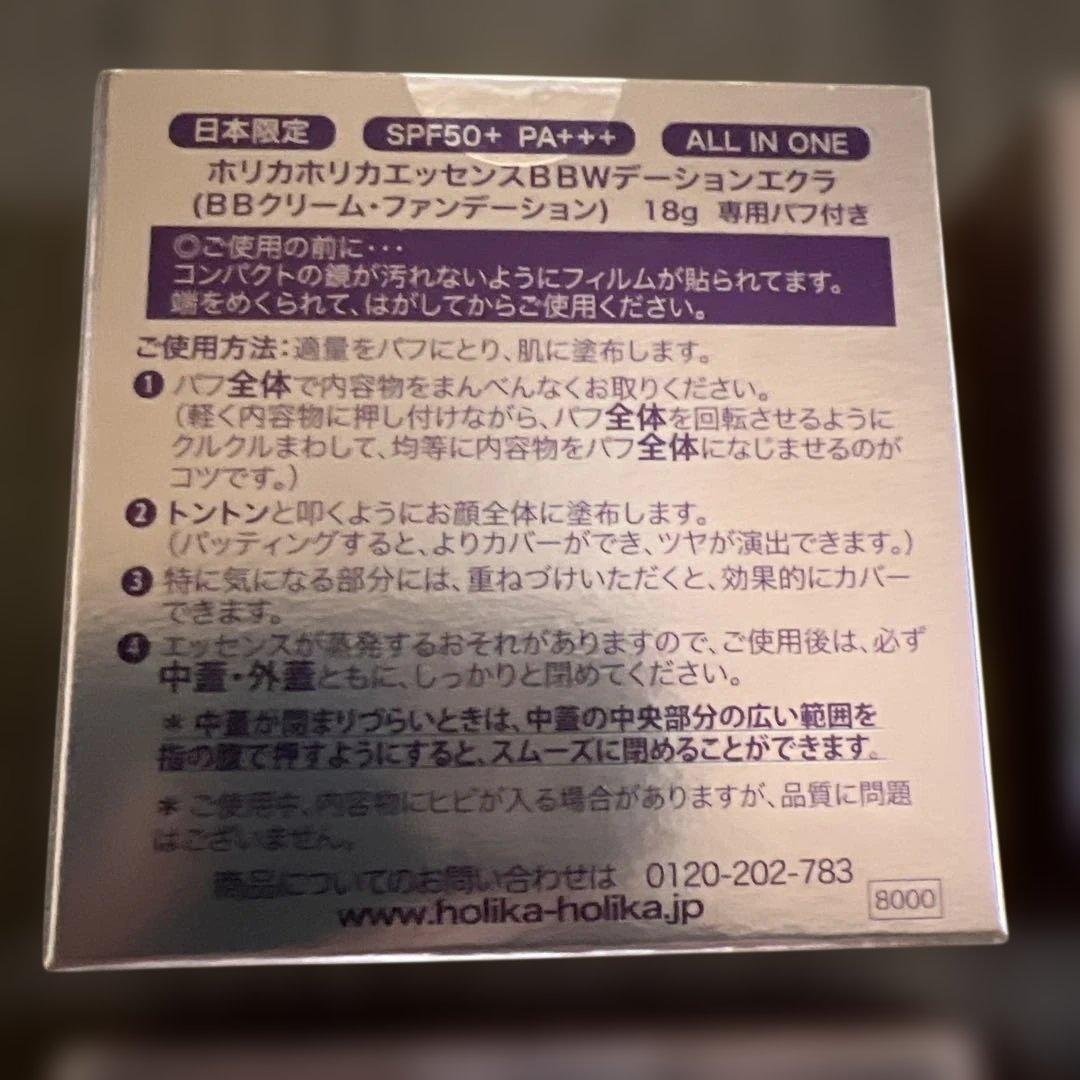 日本限定 SPF50+ PA+++ ALL IN ONE
ホリカホリカエッセンスBBWデーションエクラ
(BBクリーム・ファンデーション) 18g 専用パフ付き
◎ご使用の前に・・・
コンパクトの鏡が汚れないようにフィルムが貼られてます。
端をめくられて、はがしてからご使用ください。
ご使用方法：適量をパフにとり、肌に塗布します。
❶ パフ全体で内容物をまんべんなくお取りください。
（軽く内容物に押し付けながら、パフ全体を回転させるように
クルクルまわして、均等に内容物をパフ全体になじませるのが
コツです。）
❷ トントンと叩くようにお顔全体に塗布します。
（パッティングすると、よりカバーができ、ツヤが演出できます。）
❸ 特に気になる部分には、重ねづけいただくと、効果的にカバー
できます。
❹ エッセンスが蒸発するおそれがありますので、ご使用後は、必ず
中蓋・外蓋ともに、しっかりと閉めてください。
＊中蓋が閉まりづらいときは、中蓋の中央部分の広い範囲を
指の腹で押すようにすると、スムーズに閉めることができます。
＊ご使用中、内容物にヒビが入る場合がありますが、品質に問題
はございません。
商品についてのお問い合わせは 0120-202-783
www.holika-holika.jp
8000